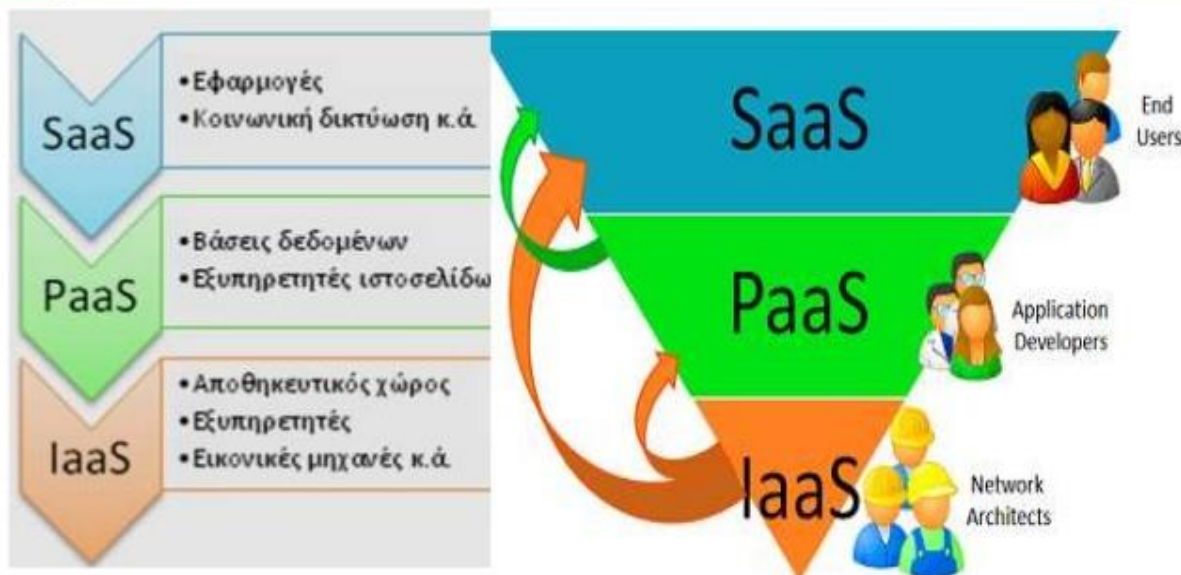 SaaS
•Εφαρμογές
•Κοινωνική δικτύωση κ.ά.
PaaS
•Βάσεις δεδομένων
•Εξυπηρετητές ιστοσελίδω
IaaS
•Αποθηκευτικός χώρος
•Εξυπηρετητές
•Εικονικές μηχανές κ.ά.
SaaS
End
Users
PaaS
Application
Developers
IaaS
Network
Architects